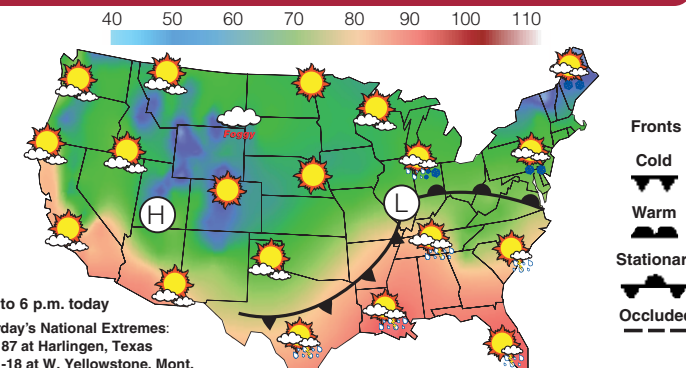 40 50 60 70 80 90 100 110
Foggy
H
L
Fronts
Cold
Warm
Stationar
Occluded
to 6 p.m. today
rday's National Extremes:
87 at Harlingen, Texas
-18 at W. Yellowstone, Mont.